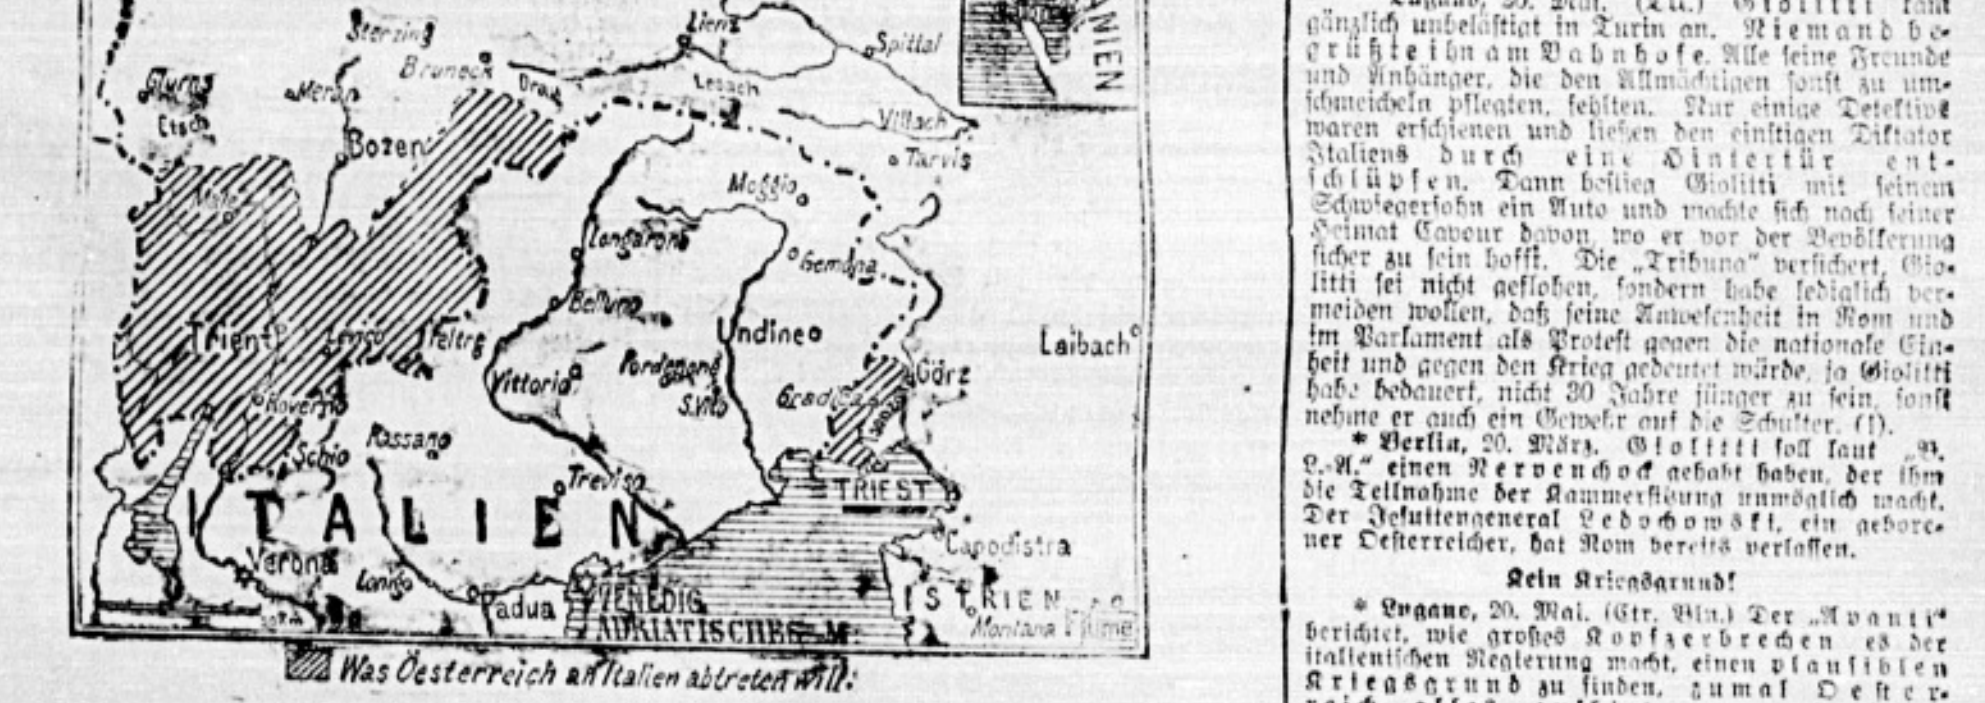 Sterzing
Lienz
Spittal
NIEN
Bruneck
Glurns
Meran
Drau
Lesach
Villach
Etsch
Bozen
Tarvis
Moggio
Male
Longarone
Gemona
Belluno
Trient
Feltre
Undine
Laibach
Vittorio
Pordenone
Görz
S.Vito
Gradisca
Bassano
Schio
Treviso
TRIEST
ITALIEN
Capodistra
Verona
Lonigo
Padua
VENEDIG
ISTRIEN
ADRIATISCHES M.
Montana Fiume
Was Oesterreich an Italien abtreten will:
gänzlich unbelästigt in Turin an. Niemand be-
grüßte ihn am Bahnhofe. Alle seine Freunde
und Anhänger, die den Allmächtigen sonst zu um-
schmeicheln pflegten, fehlten. Nur einige Detektivs
waren erschienen und ließen den einstigen Diktator
Italiens durch eine Hintertür ent-
schlüpfen. Dann bestieg Giolitti mit seinem
Schwiegersohn ein Auto und machte sich nach seiner
Heimat Cavour davon, wo er vor der Bevölkerung
sicher zu sein hofft. Die „Tribuna" versichert, Gio-
litti sei nicht geflohen, sondern habe lediglich ver-
meiden wollen, daß seine Anwesenheit in Rom und
im Parlament als Protest gegen die nationale Ein-
heit und gegen den Krieg gedeutet würde, ja Giolitti
habe bedauert, nicht 30 Jahre jünger zu sein, sonst
nehme er auch ein Gewehr auf die Schulter. (!).
* Berlin, 20. März. Giolitti soll laut „B.
L.-A." einen Nervenchock gehabt haben, der ihm
die Teilnahme der Kammersitzung unmöglich macht.
Der Jesuitengeneral Ledochowski, ein gebore-
ner Oesterreicher, hat Rom bereits verlassen.
Kein Kriegsgrund!
* Lugano, 20. Mai. (Ctr. Bln.) Der „Avanti"
berichtet, wie großes Kopfzerbrechen es der
italienischen Regierung macht, einen plausiblen
Kriegsgrund zu finden, zumal Oester-